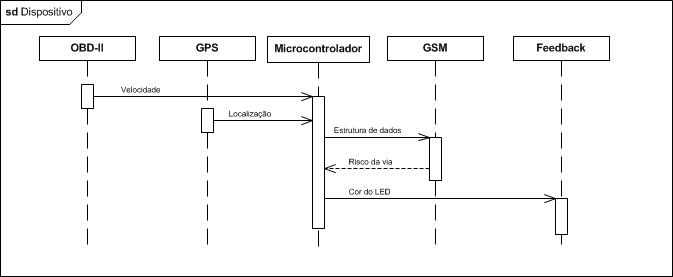 sd Dispositivo
OBD-II
GPS
Microcontrolador
GSM
Feedback
Velocidade
Localização
Estrutura de dados
Risco da via
Cor do LED